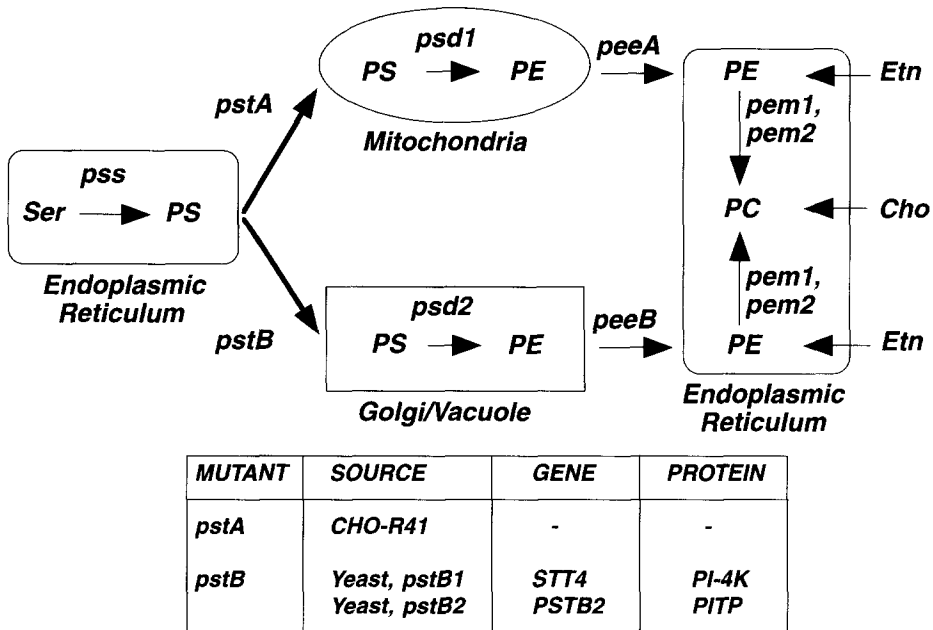 psd1
PS PE
peeA
PE
Etn
pem1,
pem2
pstA
Mitochondria
pss
Ser PS
PC
Cho
Endoplasmic
Reticulum
pem1,
pem2
psd2
PS PE
pstB
peeB
PE
Etn
Golgi/Vacuole
Endoplasmic
Reticulum
MUTANT SOURCE GENE PROTEIN
pstA CHO-R41 - -
pstB Yeast, pstB1 STT4 PI-4K
Yeast, pstB2 PSTB2 PITP